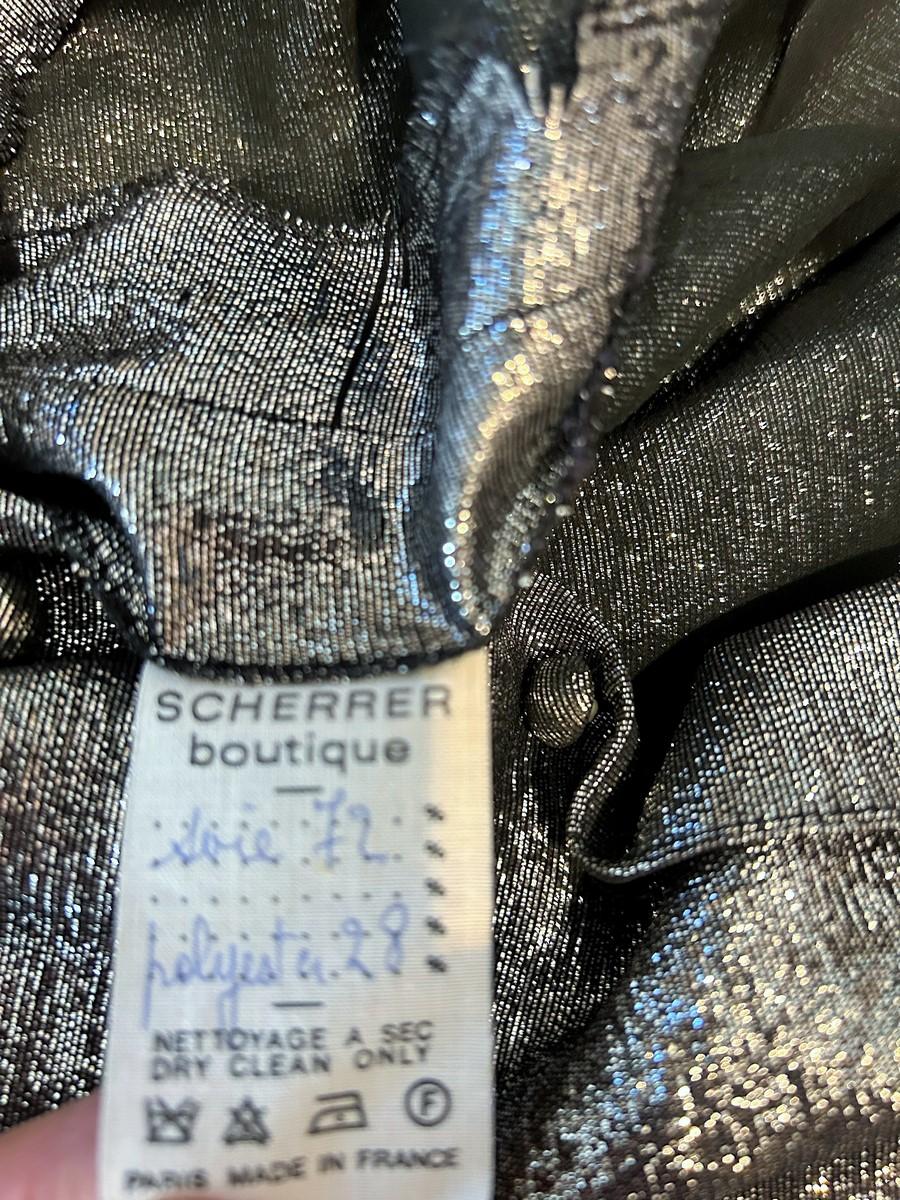 SCHERRER
boutique
soie 72 %
%
polyester 28 %
NETTOYAGE A SEC
DRY CLEAN ONLY
F
PARIS MADE IN FRANCE